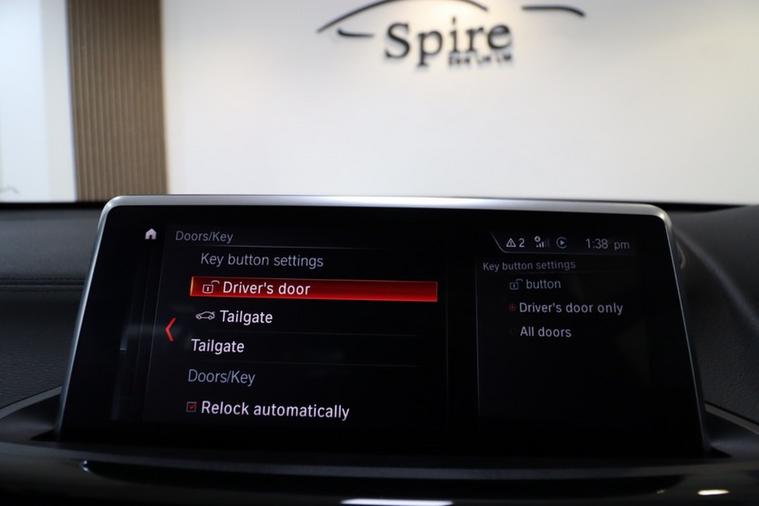 Spire
Doors/Key
2
1:38 pm
Key button settings
Driver's door
Tailgate
Tailgate
Doors/Key
Relock automatically
Key button settings
button
Driver's door only
All doors